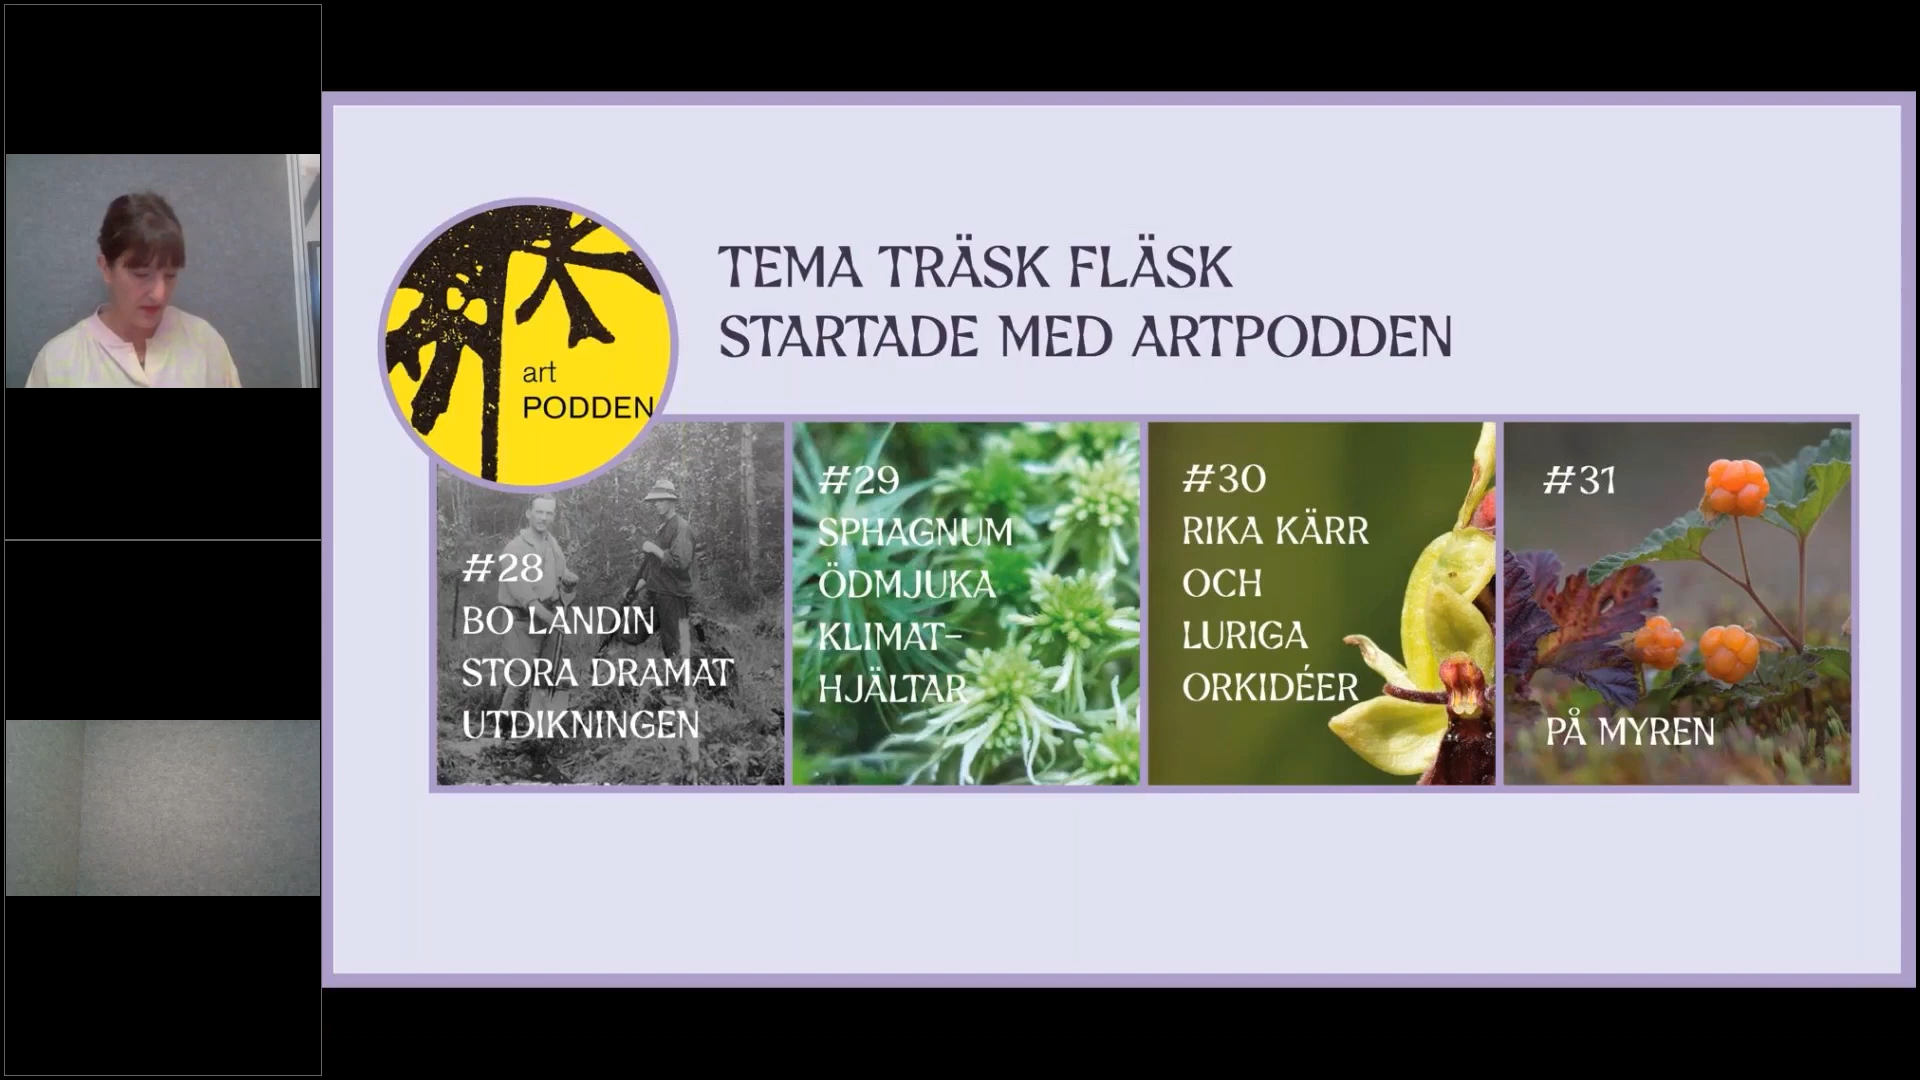 art
PODDEN
TEMA TRÄSK FLÄSK
STARTADE MED ARTPODDEN
#28
BO LANDIN
STORA DRAMAT
UTDIKNINGEN
#29
SPHAGNUM
ÖDMJUKA
KLIMAT-
HJÄLTAR
#30
RIKA KÄRR
OCH
LURIGA
ORKIDÉER
#31
PÅ MYREN